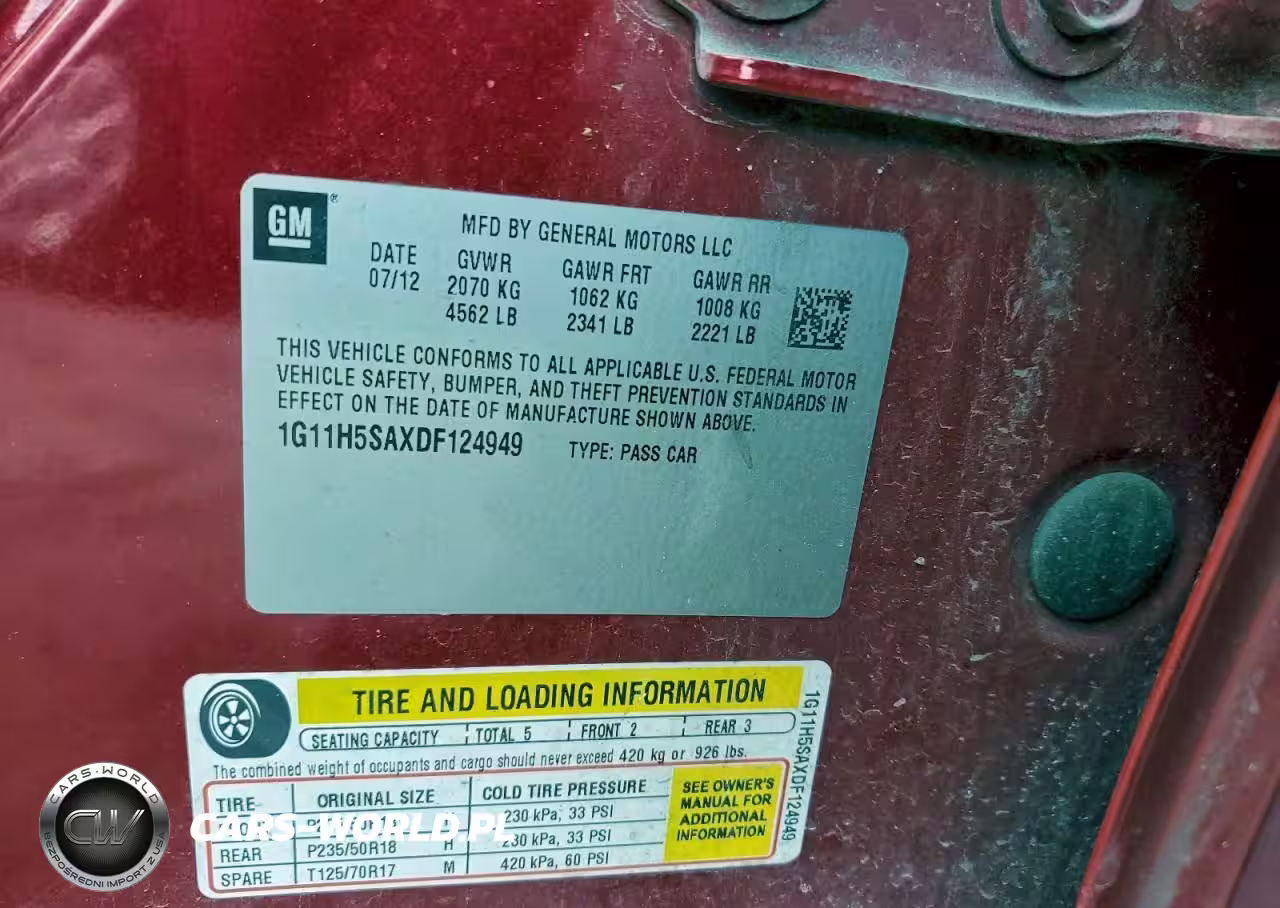 GM ®
MFD BY GENERAL MOTORS LLC
DATE GVWR GAWR FRT GAWR RR
07/12 2070 KG 1062 KG 1008 KG
4562 LB 2341 LB 2221 LB
THIS VEHICLE CONFORMS TO ALL APPLICABLE U.S. FEDERAL MOTOR
VEHICLE SAFETY, BUMPER, AND THEFT PREVENTION STANDARDS IN
EFFECT ON THE DATE OF MANUFACTURE SHOWN ABOVE.
1G11H5SAXDF124949 TYPE: PASS CAR
TIRE AND LOADING INFORMATION
SEATING CAPACITY TOTAL 5 FRONT 2 REAR 3
The combined weight of occupants and cargo should never exceed 420 kg or 926 lbs.
TIRE ORIGINAL SIZE COLD TIRE PRESSURE
230 kPa, 33 PSI
REAR P235/50R18 H 230 kPa, 33 PSI
SPARE T125/70R17 M 420 kPa, 60 PSI
SEE OWNER'S
MANUAL FOR
ADDITIONAL
INFORMATION
1G11H5SAXDF124949
CARS-WORLD
CW
BEZPOŚREDNI IMPORT Z USA
CARS-WORLD.PL